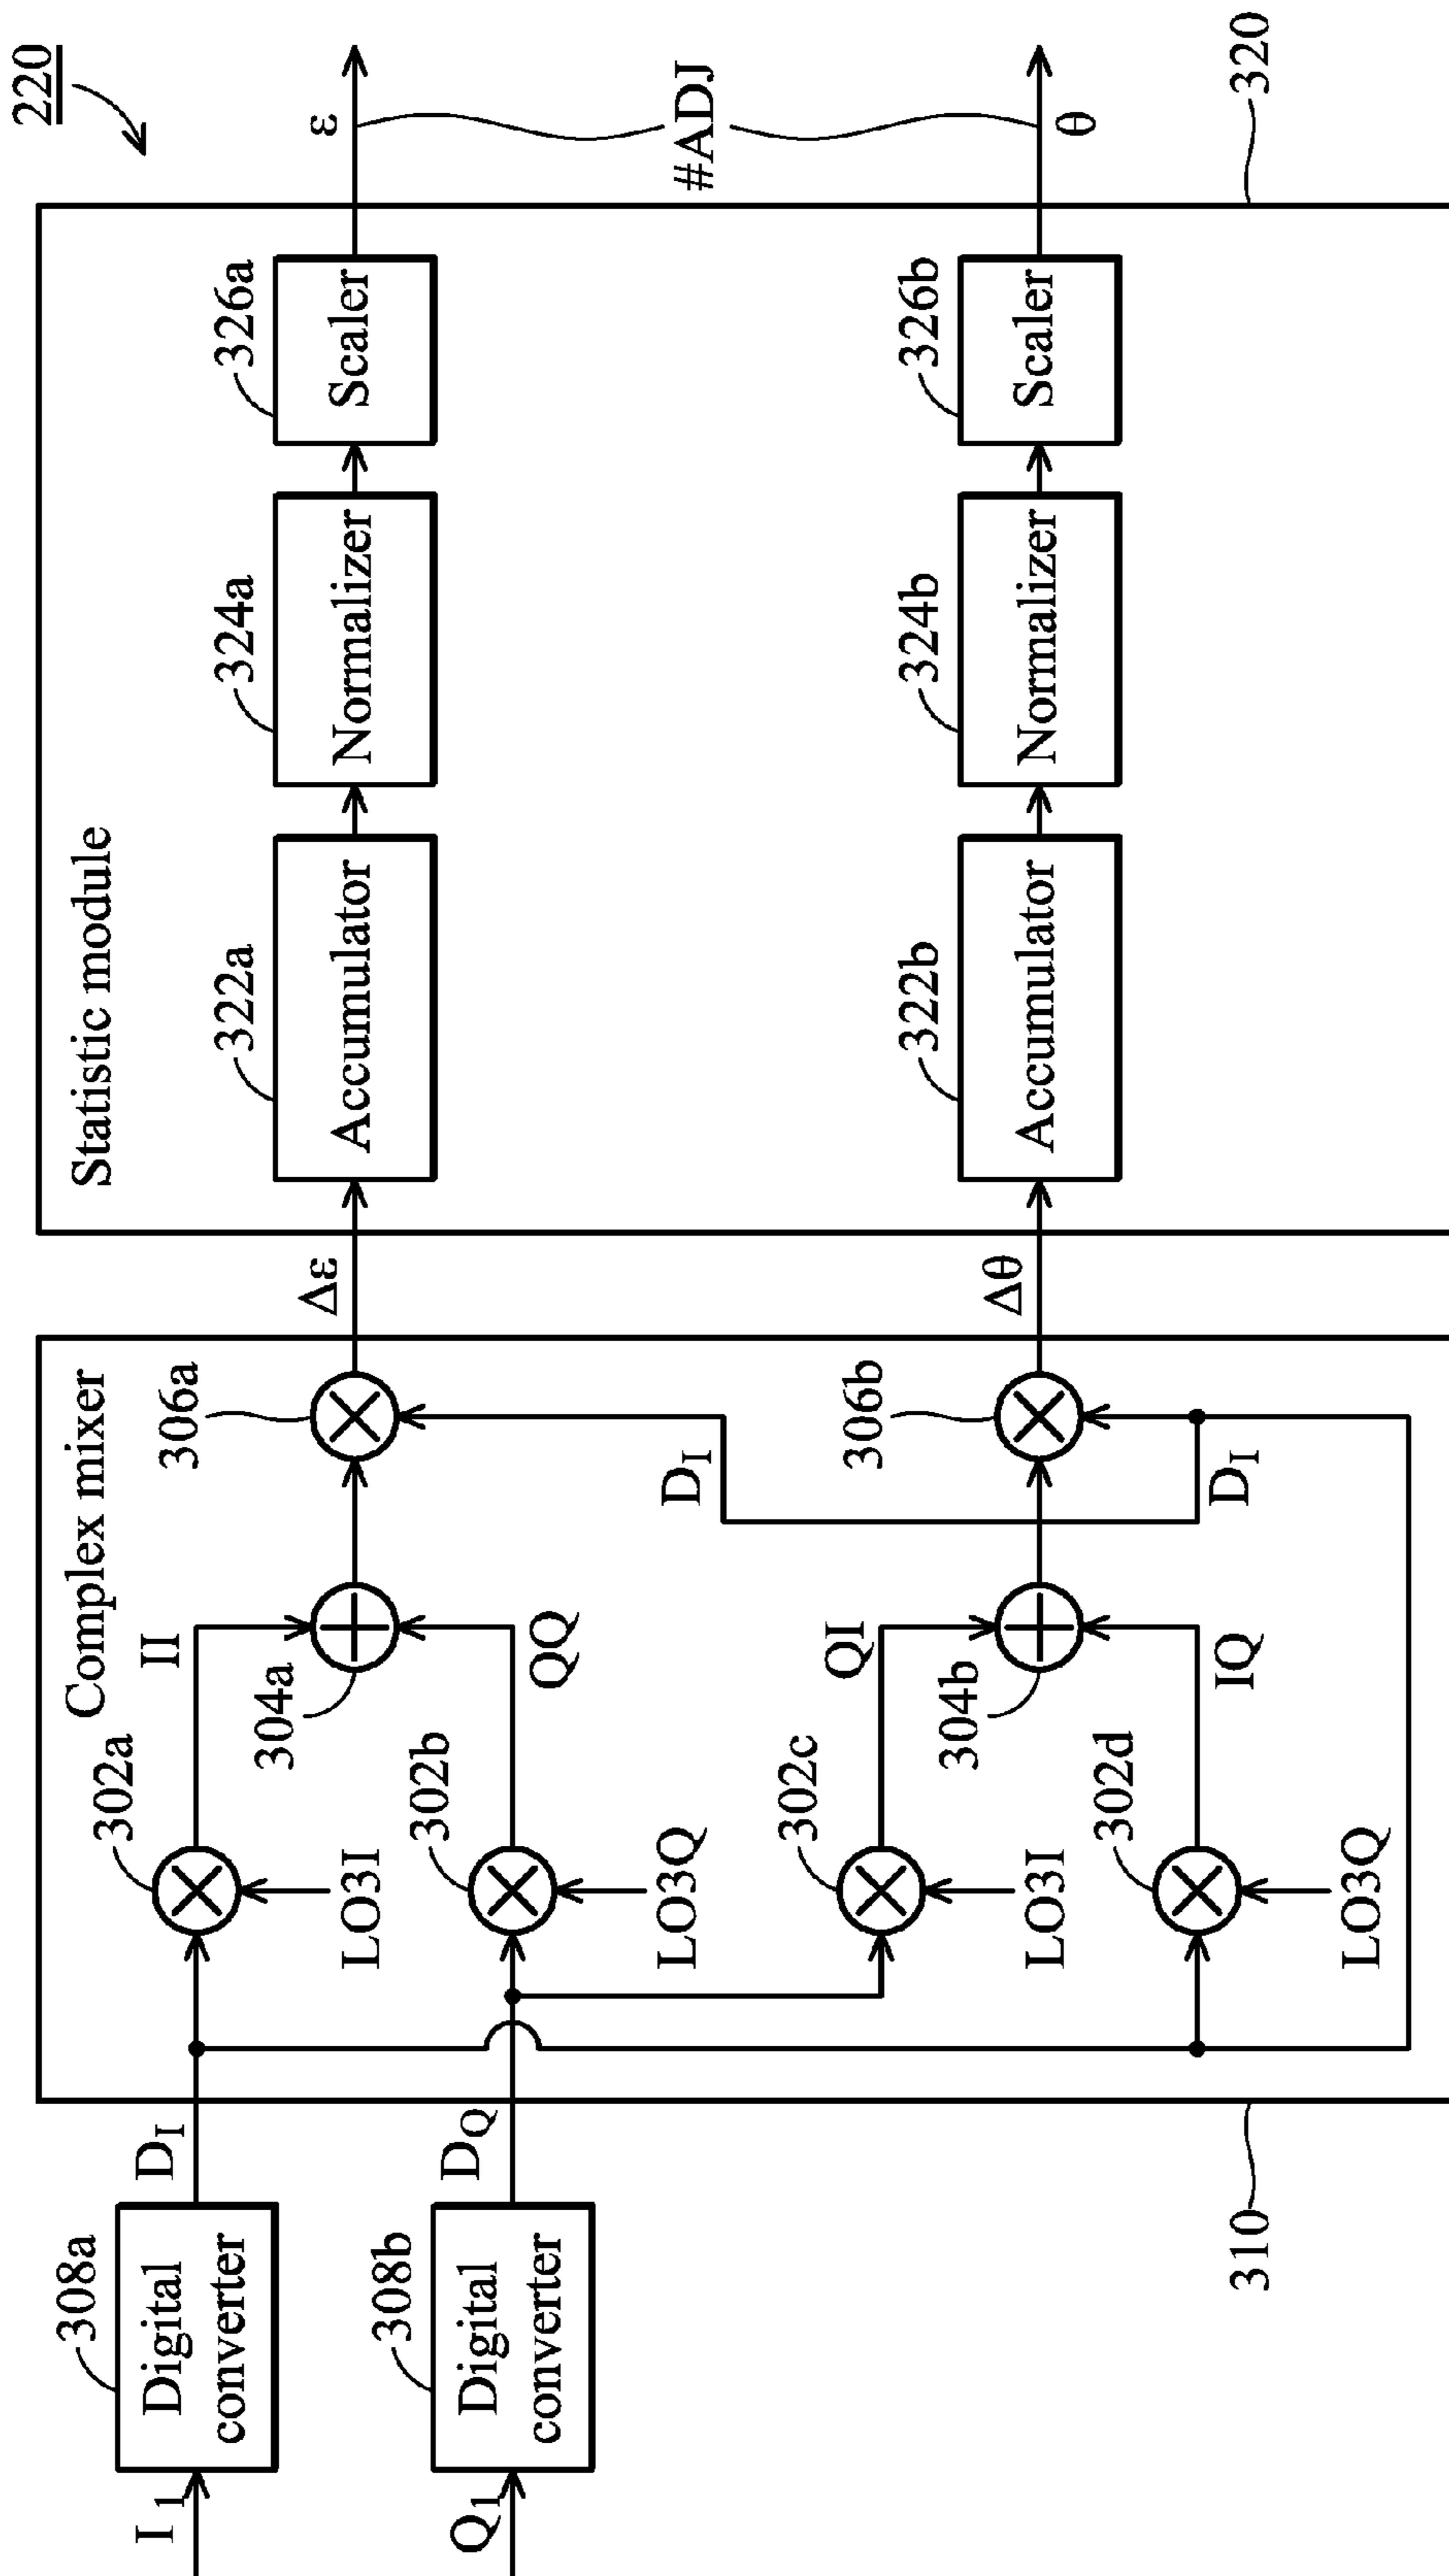 220
Complex mixer
Statistic module
308a
Digital
converter
I1
DI
302a
II
LO3I
304a
306a
Δε
322a
Accumulator
324a
Normalizer
326a
Scaler
ε
308b
Digital
converter
Q1
DQ
302b
QQ
LO3Q
DI
#ADJ
302c
QI
LO3I
304b
306b
Δθ
322b
Accumulator
324b
Normalizer
326b
Scaler
θ
302d
IQ
LO3Q
DI
310
320